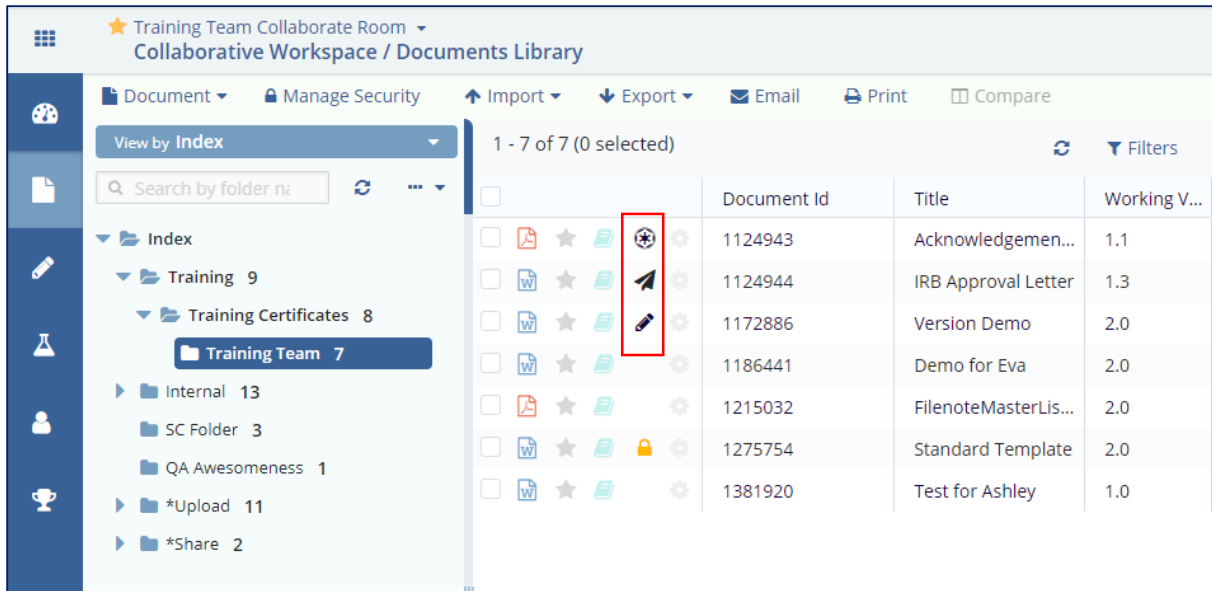 Training Team Collaborate Room
Collaborative Workspace / Documents Library
Document Manage Security Import Export Email Print Compare
View by Index
1 - 7 of 7 (0 selected)
Filters
Search by folder na
Document Id Title Working V...
Index
Training 9
Training Certificates 8
Training Team 7
Internal 13
SC Folder 3
QA Awesomeness 1
*Upload 11
*Share 2
1124943 Acknowledgemen... 1.1
1124944 IRB Approval Letter 1.3
1172886 Version Demo 2.0
1186441 Demo for Eva 2.0
1215032 FilenoteMasterLis... 2.0
1275754 Standard Template 2.0
1381920 Test for Ashley 1.0